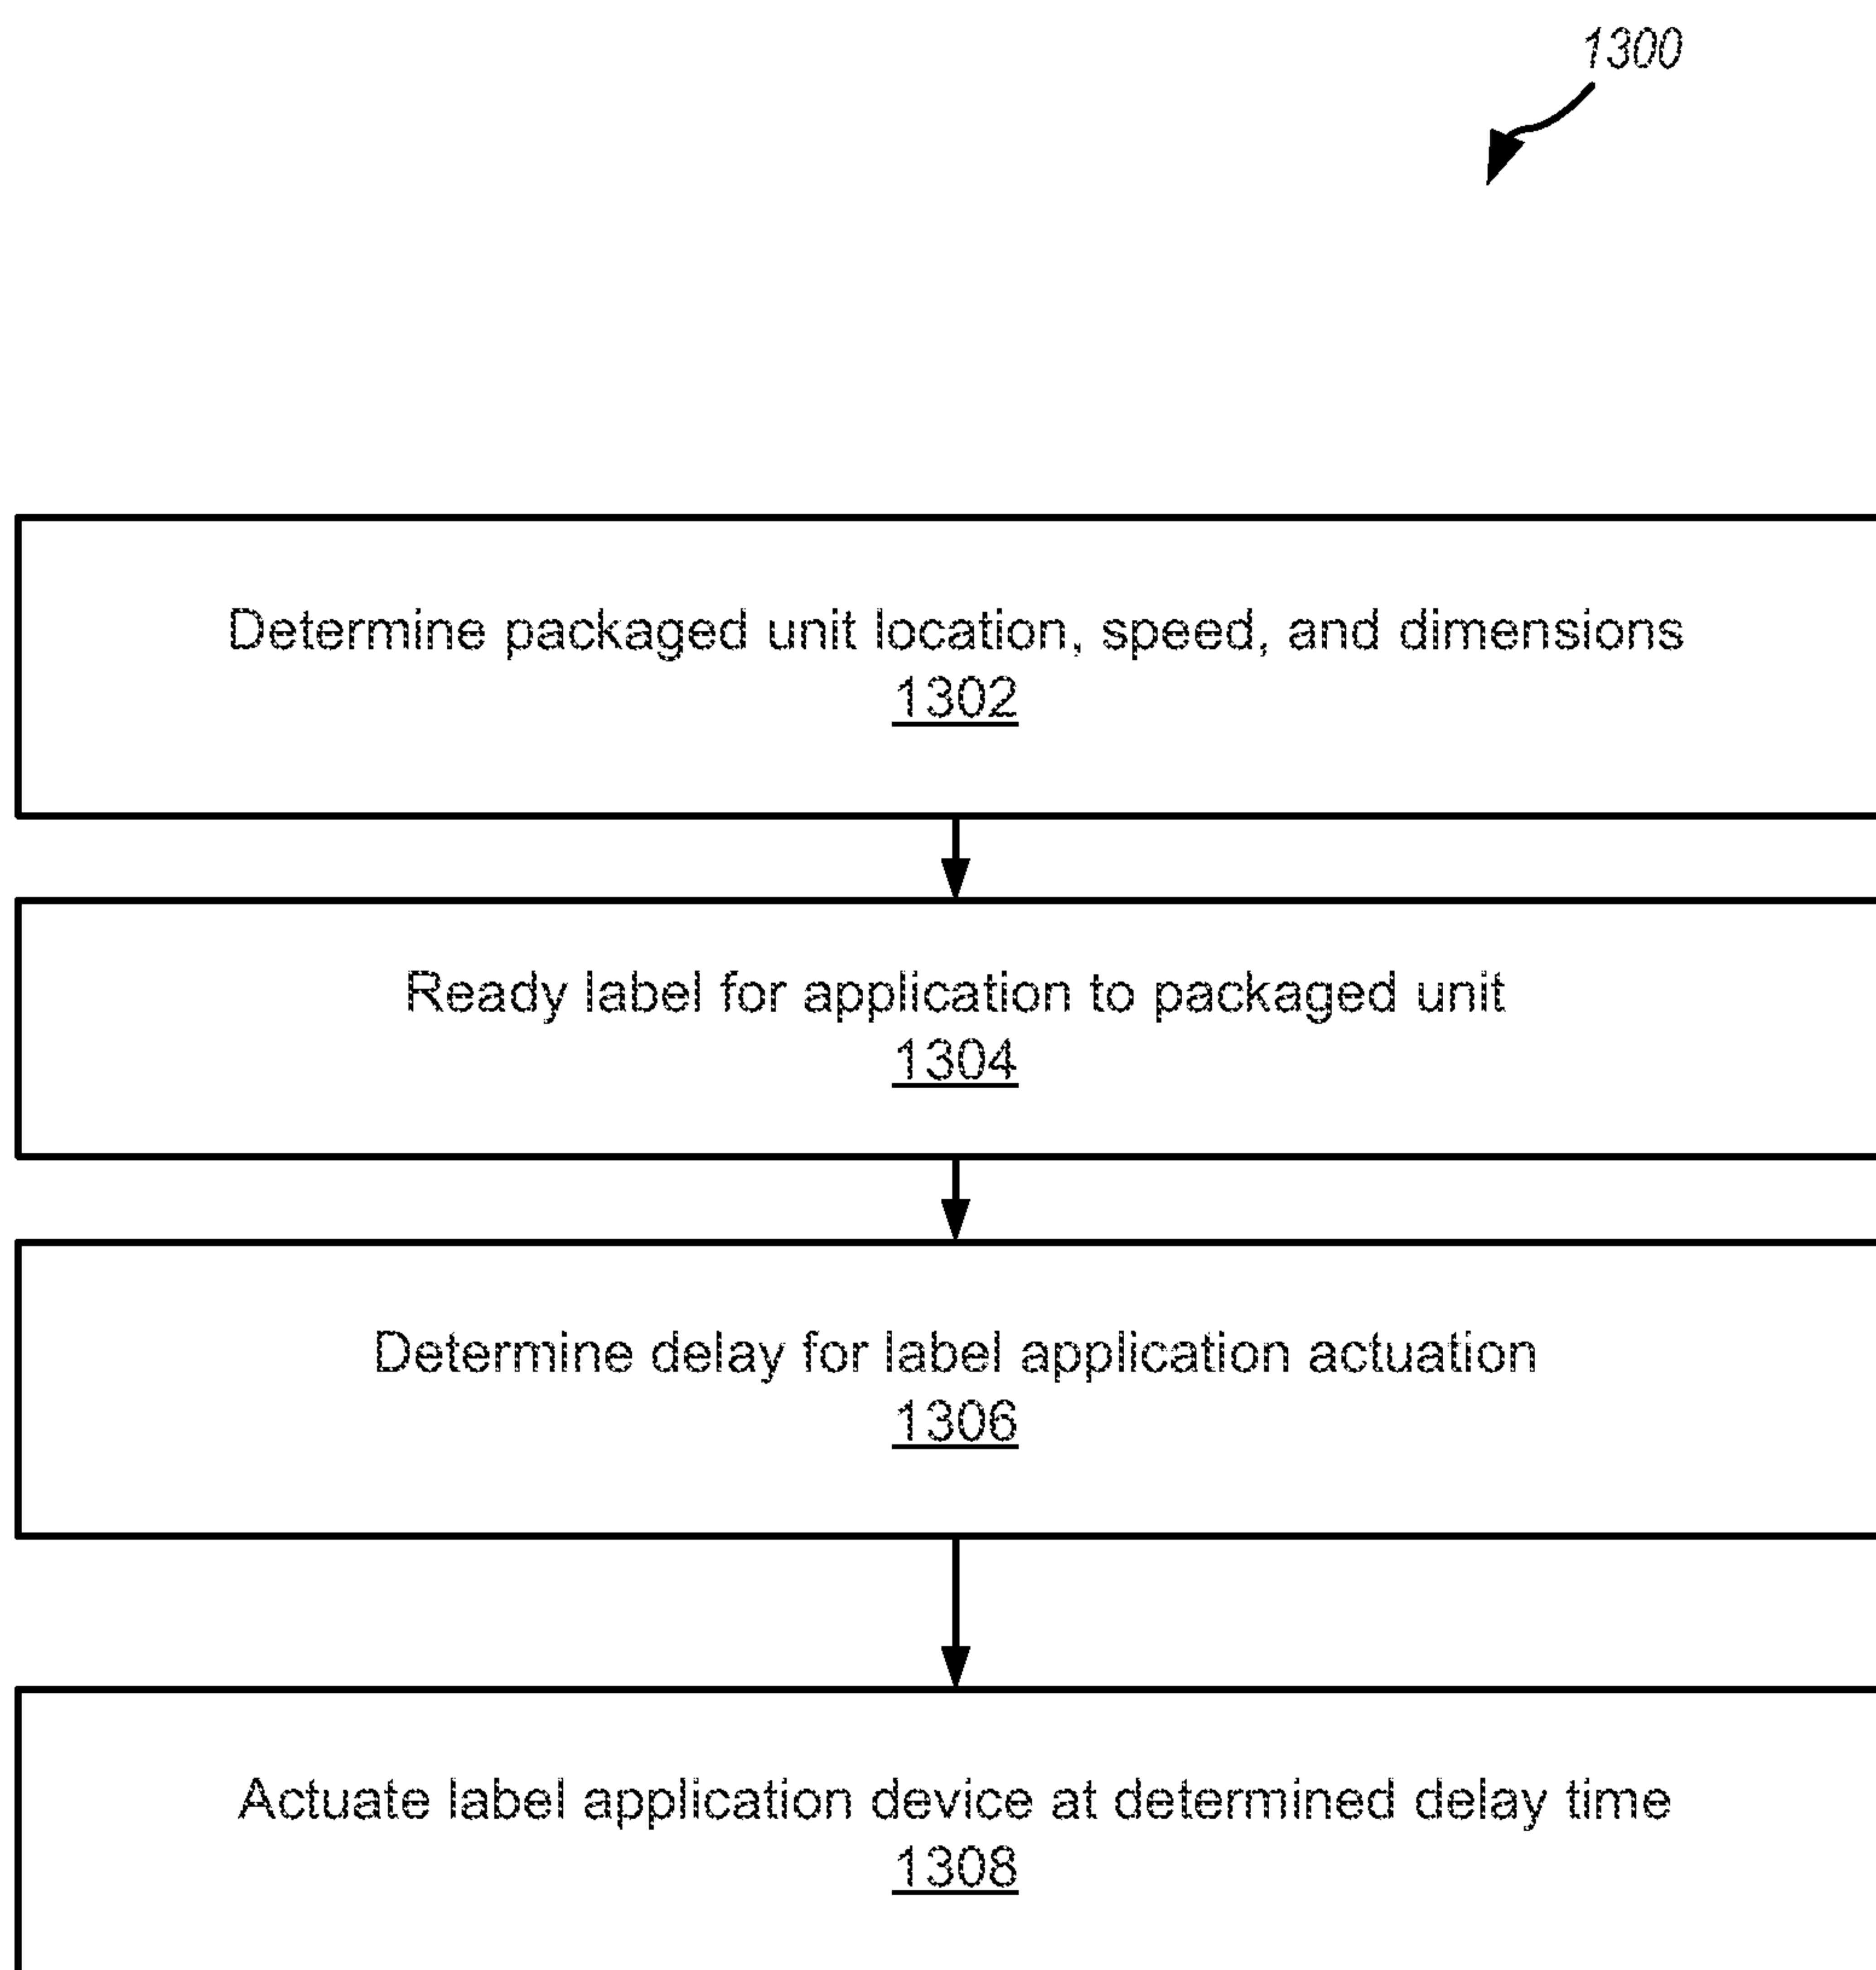 1300
Determine packaged unit location, speed, and dimensions
1302
Ready label for application to packaged unit
1304
Determine delay for label application actuation
1306
Actuate label application device at determined delay time
1308